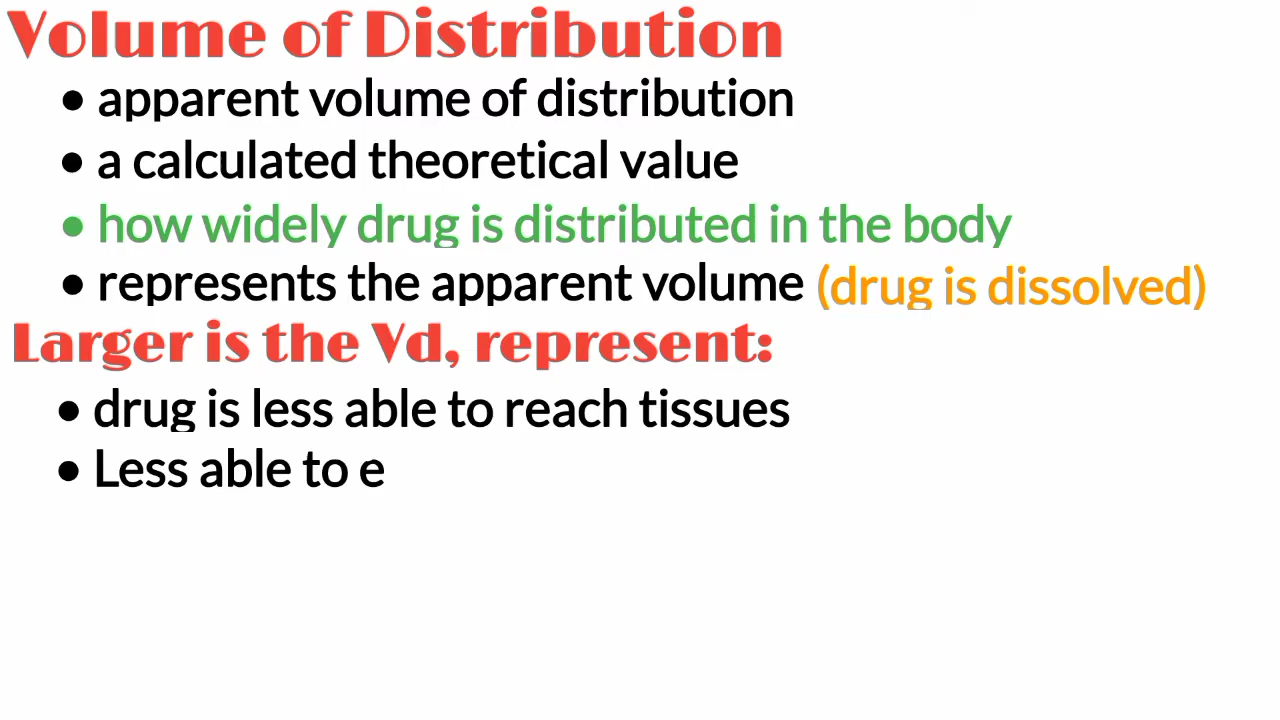 Volume of Distribution
• apparent volume of distribution
• a calculated theoretical value
• how widely drug is distributed in the body
• represents the apparent volume (drug is dissolved)
Larger is the Vd, represent:
• drug is less able to reach tissues
• Less able to e